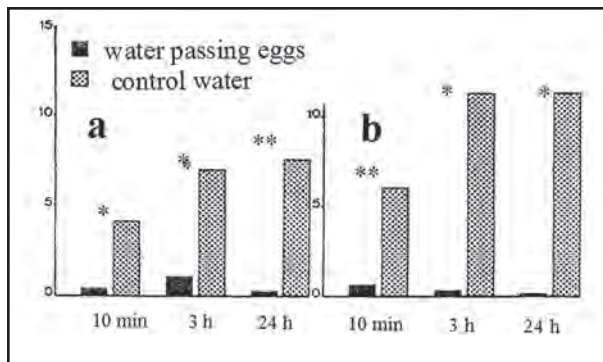 15
water passing eggs
control water
10
a
b
10
*
*
**
*
*
**
5
5
0
0
10 min
3 h
24 h
10 min
3 h
24 h